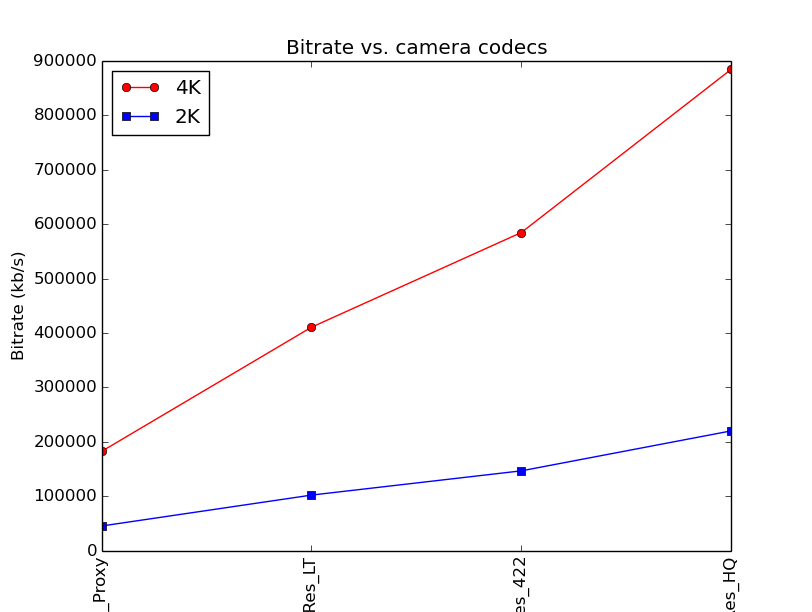 Bitrate vs. camera codecs
4K
2K
Bitrate (kb/s)
900000
800000
700000
600000
500000
400000
300000
200000
100000
0
_Proxy
Res_LT
es_422
es_HQ